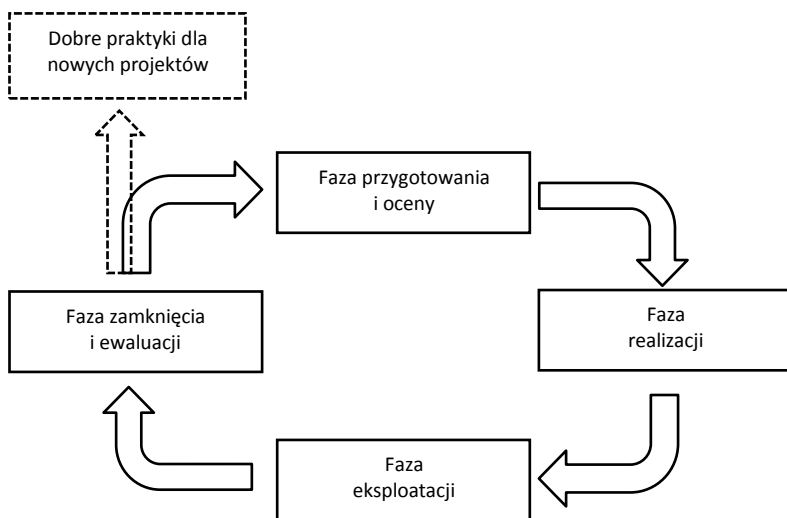 Dobre praktyki dla
nowych projektów
Faza przygotowania
i oceny
Faza zamknięcia
i ewaluacji
Faza
realizacji
Faza
eksploatacji